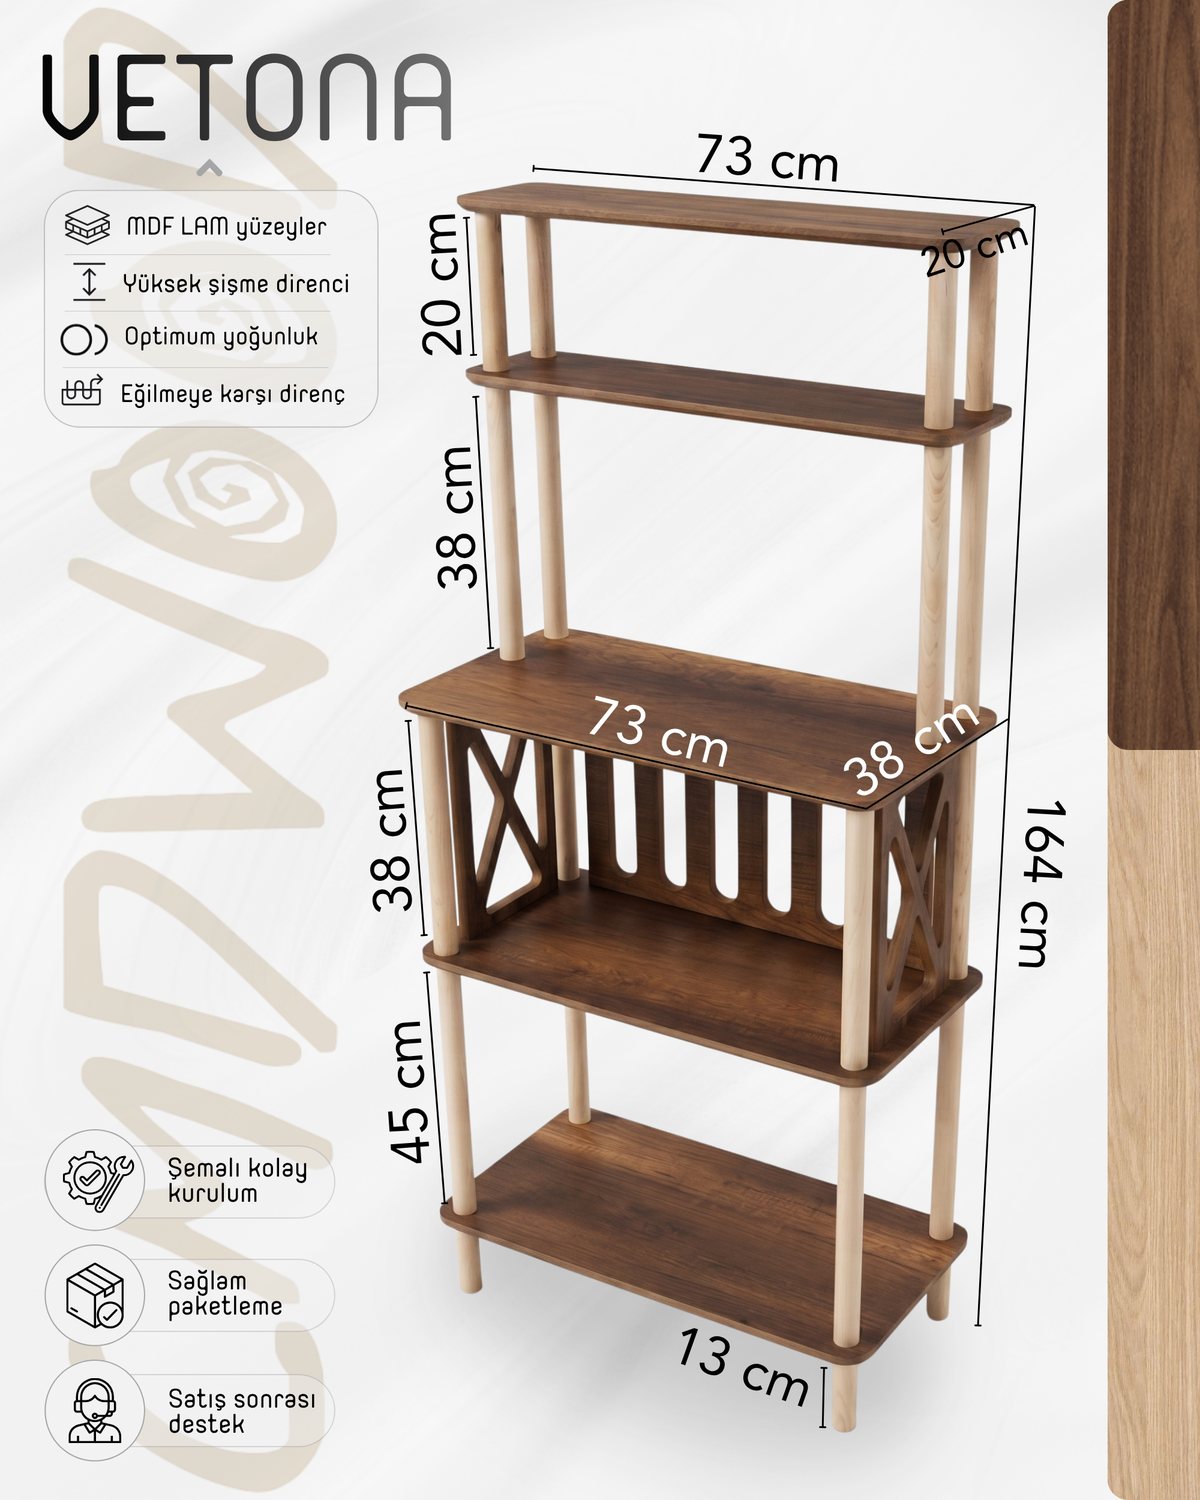 VETONA
MDF LAM yüzeyler
Yüksek şişme direnci
Optimum yoğunluk
Eğilmeye karşı direnç
73 cm
20 cm
20 cm
38 cm
73 cm
38 cm
38 cm
164 cm
45 cm
13 cm
Şemalı kolay
kurulum
Sağlam
paketleme
Satış sonrası
destek